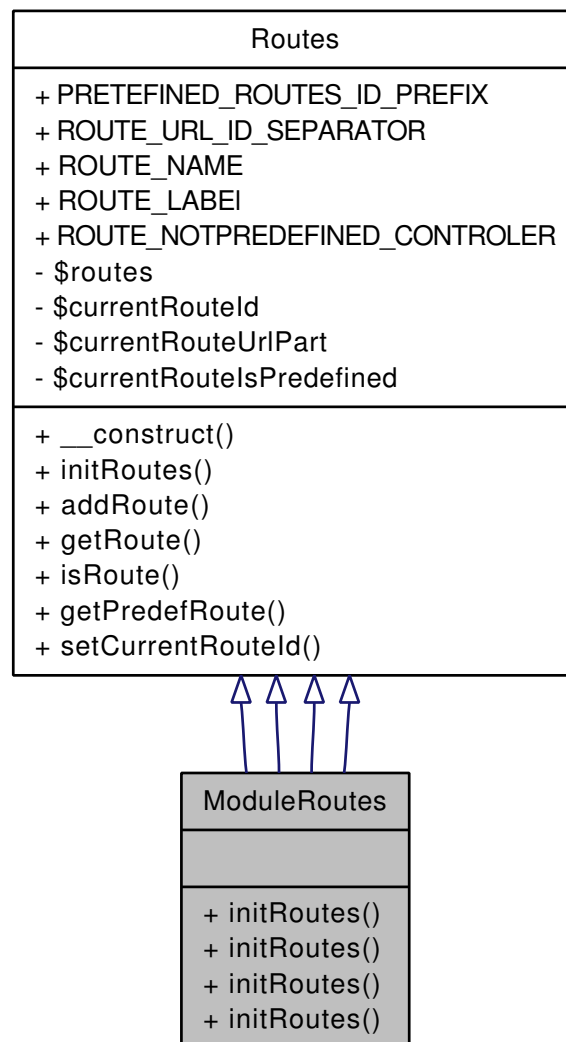 Routes
+ PRETEFINED_ROUTES_ID_PREFIX
+ ROUTE_URL_ID_SEPARATOR
+ ROUTE_NAME
+ ROUTE_LABEl
+ ROUTE_NOTPREDEFINED_CONTROLER
- $routes
- $currentRouteId
- $currentRouteUrlPart
- $currentRouteIsPredefined
+ __construct()
+ initRoutes()
+ addRoute()
+ getRoute()
+ isRoute()
+ getPredefRoute()
+ setCurrentRouteId()
ModuleRoutes
+ initRoutes()
+ initRoutes()
+ initRoutes()
+ initRoutes()